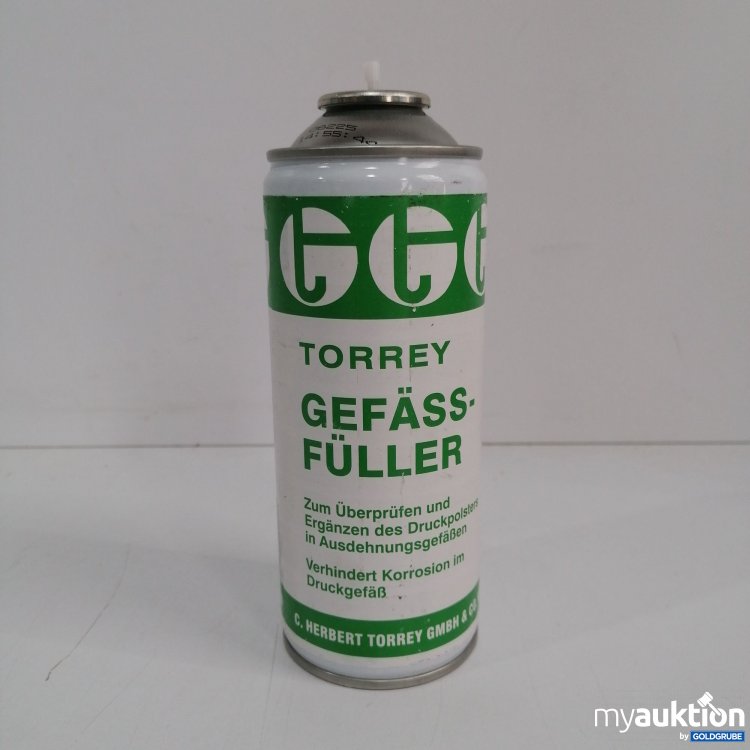 TORREY
GEFÄSS-
FÜLLER
Zum Überprüfen und
Ergänzen des Druckpolsters
in Ausdehnungsgefäßen
Verhindert Korrosion im
Druckgefäß
C. HERBERT TORREY GMBH & CO
myauktion
by GOLDGRUBE